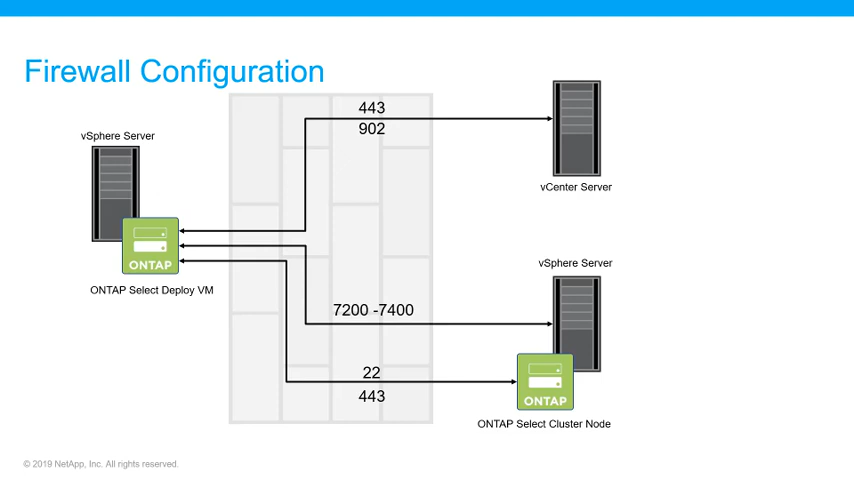 Firewall Configuration
443
902
vSphere Server
vCenter Server
ONTAP
ONTAP Select Deploy VM
vSphere Server
7200 -7400
22
443
ONTAP
ONTAP Select Cluster Node
© 2019 NetApp, Inc. All rights reserved.